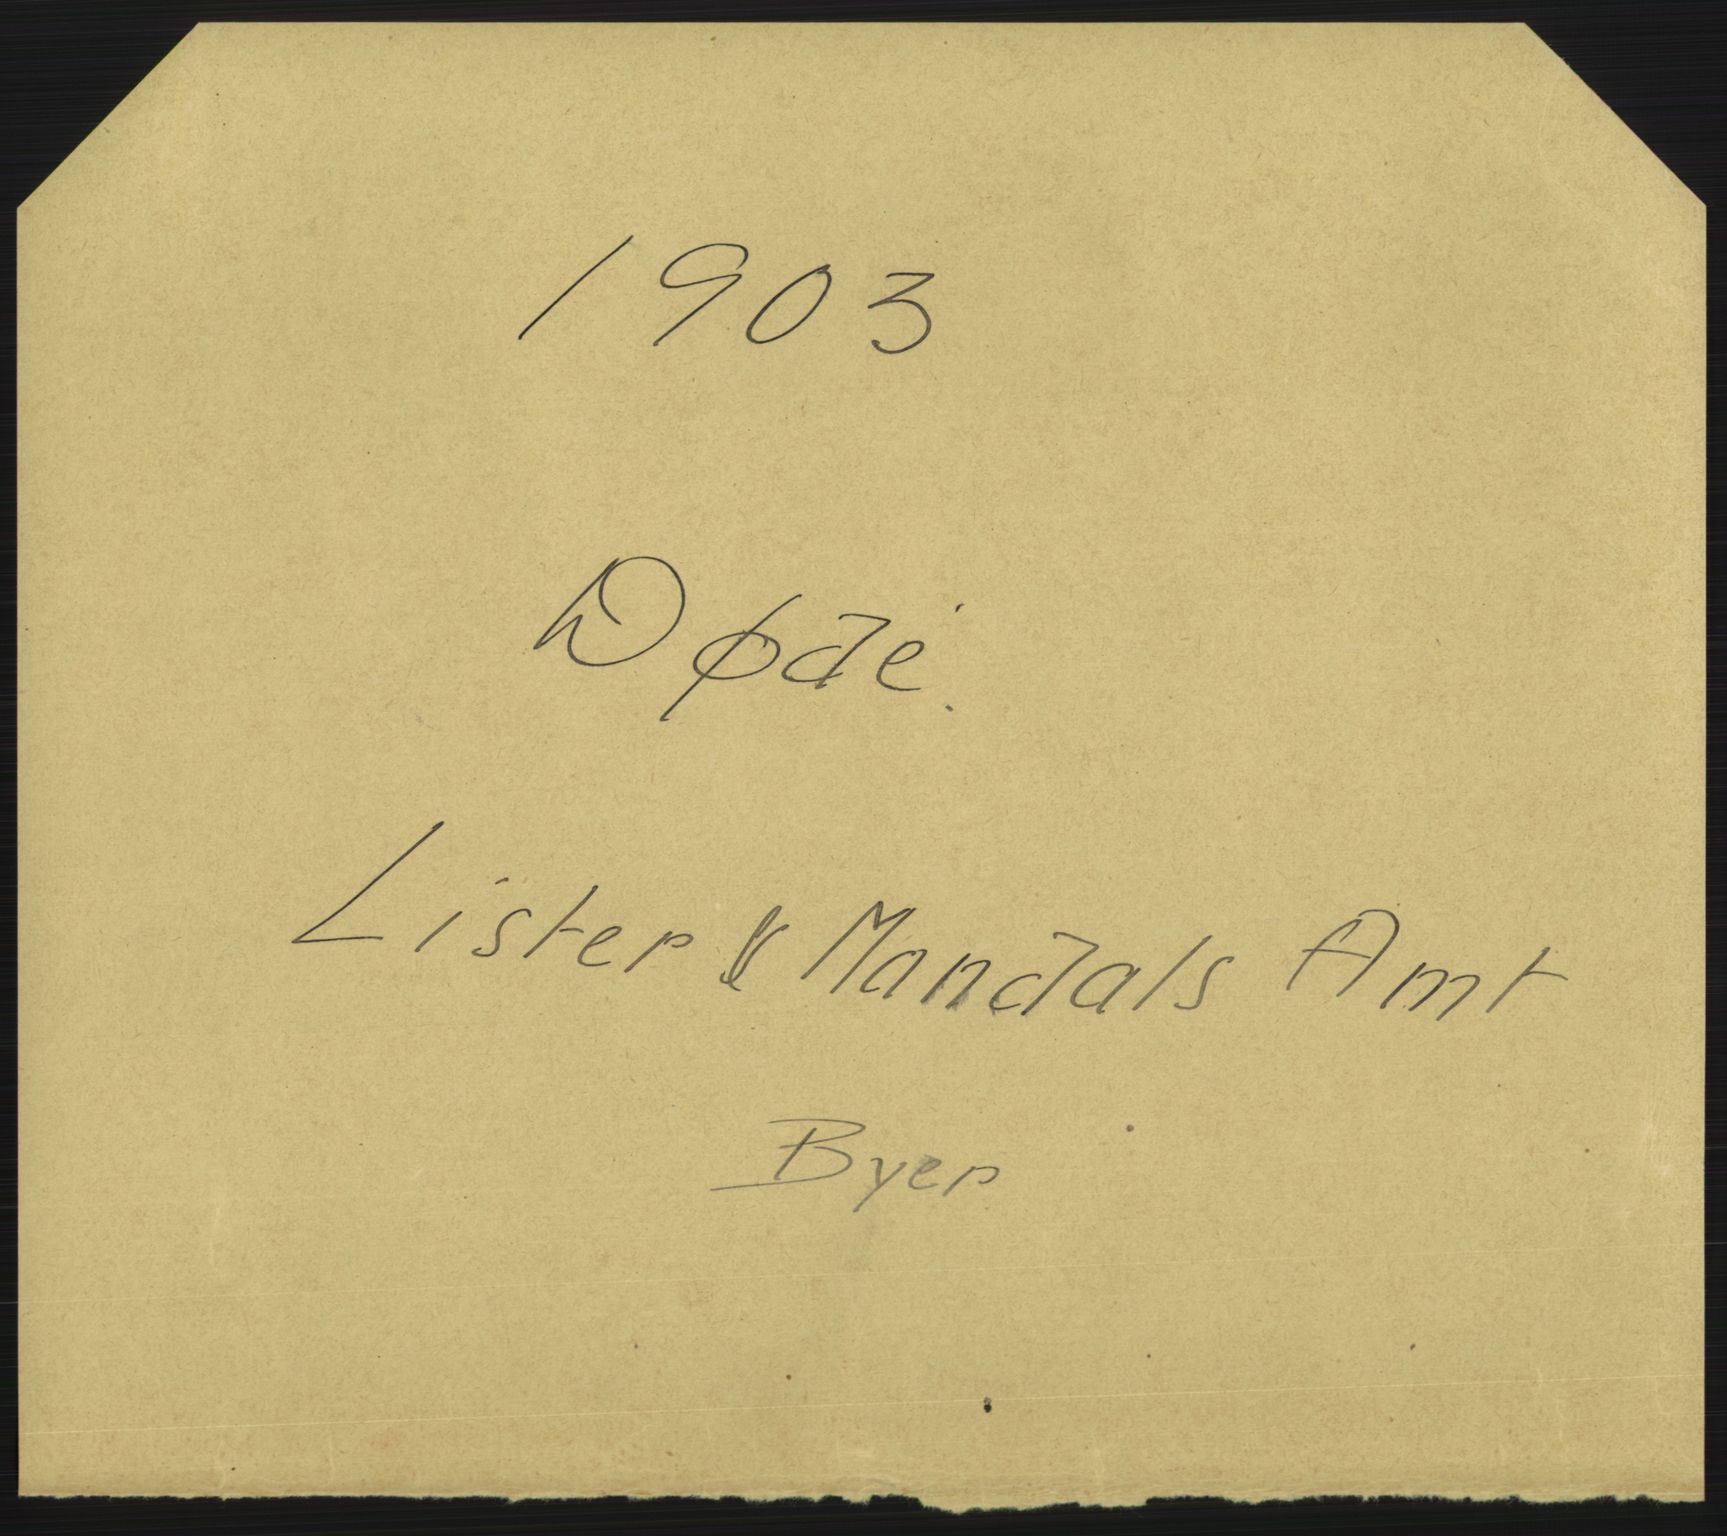 1903
Døde.
Lister & Mandals Amt
Byer